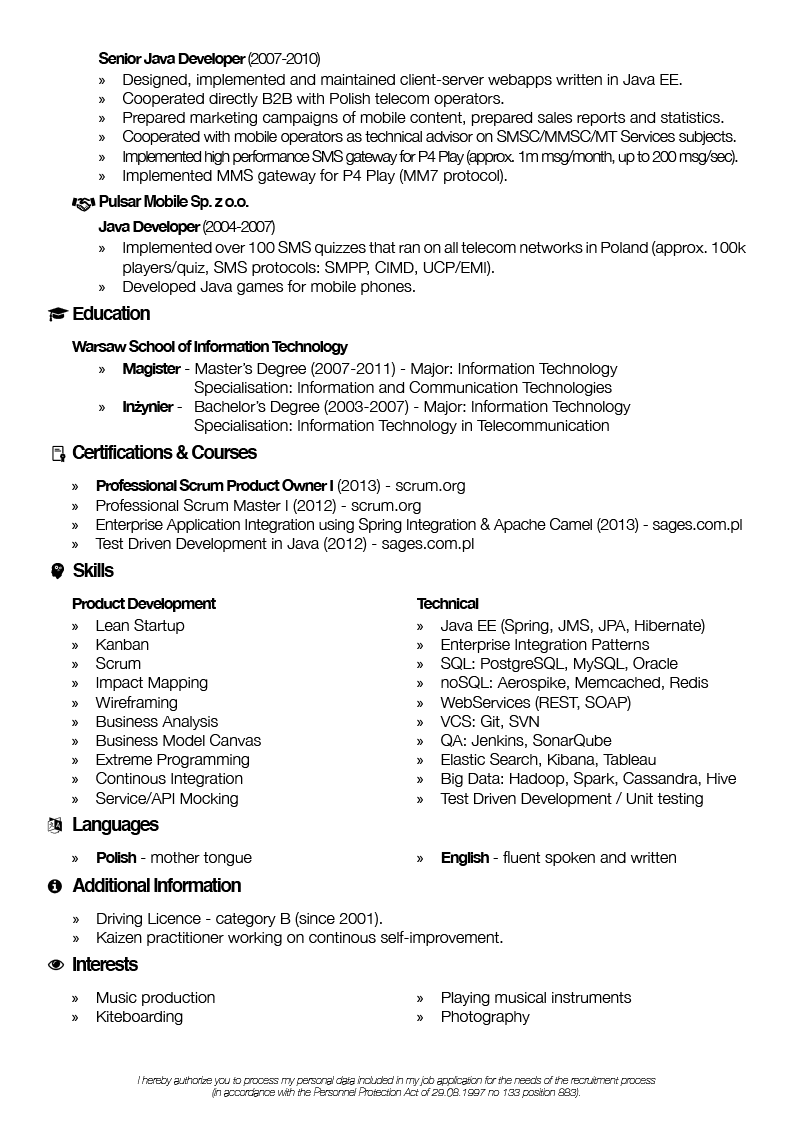 Senior Java Developer (2007-2010)
» Designed, implemented and maintained client-server webapps written in Java EE.
» Cooperated directly B2B with Polish telecom operators.
» Prepared marketing campaigns of mobile content, prepared sales reports and statistics.
» Cooperated with mobile operators as technical advisor on SMSC/MMSC/MT Services subjects.
» Implemented high performance SMS gateway for P4 Play (approx. 1m msg/month, up to 200 msg/sec).
» Implemented MMS gateway for P4 Play (MM7 protocol).
Pulsar Mobile Sp. z o.o.
Java Developer (2004-2007)
» Implemented over 100 SMS quizzes that ran on all telecom networks in Poland (approx. 100k
players/quiz, SMS protocols: SMPP, CIMD, UCP/EMI).
» Developed Java games for mobile phones.
Education
Warsaw School of Information Technology
» Magister - Master's Degree (2007-2011) - Major: Information Technology
Specialisation: Information and Communication Technologies
» Inżynier - Bachelor's Degree (2003-2007) - Major: Information Technology
Specialisation: Information Technology in Telecommunication
Certifications & Courses
» Professional Scrum Product Owner I (2013) - scrum.org
» Professional Scrum Master I (2012) - scrum.org
» Enterprise Application Integration using Spring Integration & Apache Camel (2013) - sages.com.pl
» Test Driven Development in Java (2012) - sages.com.pl
Skills
Product Development
» Lean Startup
» Kanban
» Scrum
» Impact Mapping
» Wireframing
» Business Analysis
» Business Model Canvas
» Extreme Programming
» Continous Integration
» Service/API Mocking
Technical
» Java EE (Spring, JMS, JPA, Hibernate)
» Enterprise Integration Patterns
» SQL: PostgreSQL, MySQL, Oracle
» noSQL: Aerospike, Memcached, Redis
» WebServices (REST, SOAP)
» VCS: Git, SVN
» QA: Jenkins, SonarQube
» Elastic Search, Kibana, Tableau
» Big Data: Hadoop, Spark, Cassandra, Hive
» Test Driven Development / Unit testing
Languages
» Polish - mother tongue
» English - fluent spoken and written
Additional Information
» Driving Licence - category B (since 2001).
» Kaizen practitioner working on continous self-improvement.
Interests
» Music production
» Kiteboarding
» Playing musical instruments
» Photography
I hereby authorize you to process my personal data included in my job application for the needs of the recruitment process
(in accordance with the Personnel Protection Act of 29.08.1997 no 133 position 883).